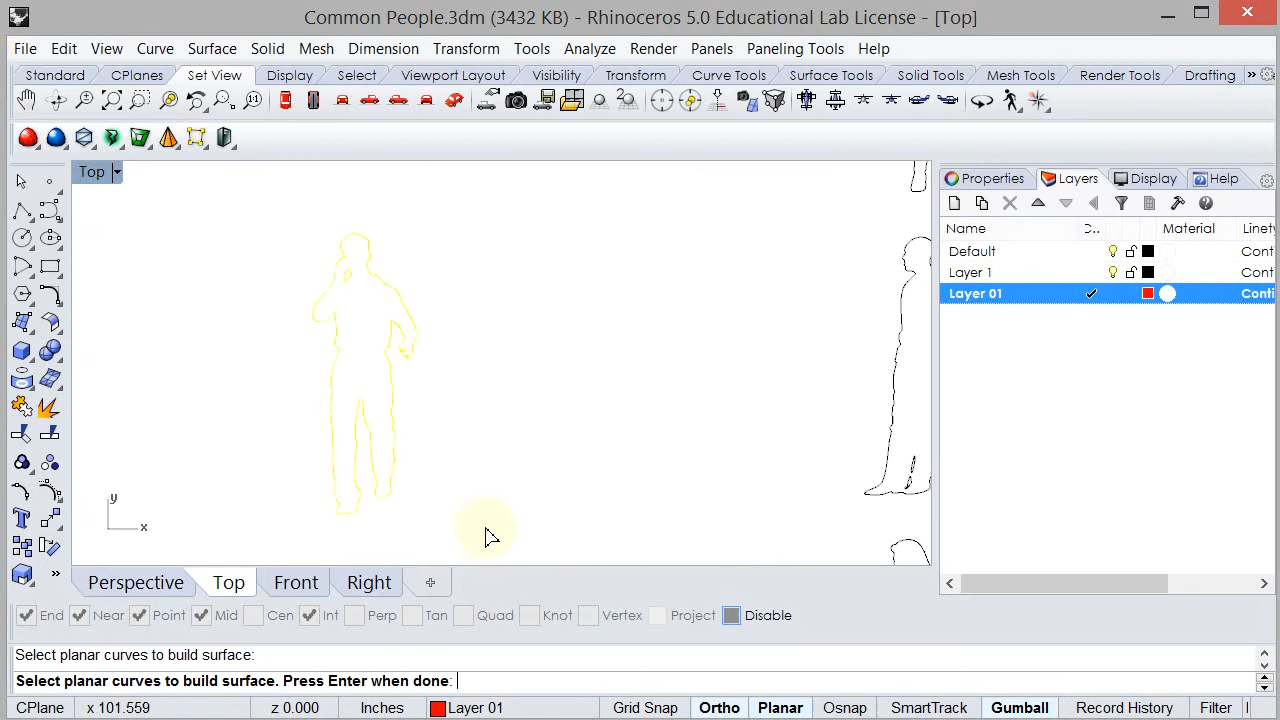 Common People.3dm (3432 KB) - Rhinoceros 5.0 Educational Lab License - [Top]
File Edit View Curve Surface Solid Mesh Dimension Transform Tools Analyze Render Panels Paneling Tools Help
Standard CPlanes Set View Display Select Viewport Layout Visibility Transform Curve Tools Surface Tools Solid Tools Mesh Tools Render Tools Drafting »
1:1
Top
Properties Layers Display Help
Name Material Linety
Default Conti
Layer 1 Conti
Layer 01 Conti
y
x
»
Perspective Top Front Right
End Near Point Mid Cen Int Perp Tan Quad Knot Vertex Project Disable
Select planar curves to build surface:
Select planar curves to build surface. Press Enter when done:
CPlane x 101.559 z 0.000 Inches Layer 01 Grid Snap Ortho Planar Osnap SmartTrack Gumball Record History Filter